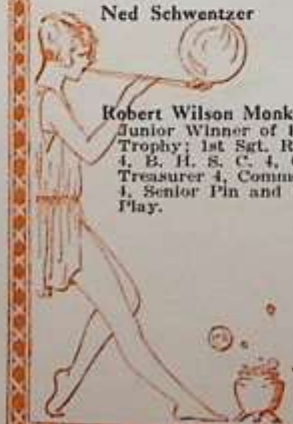 Ned Schwentzer
Robert Wilson Monk
Junior Winner of
Trophy; 1st Sgt. R
4, B. H. S. C. 4,
Treasurer 4, Comm
4, Senior Pin and
Play.